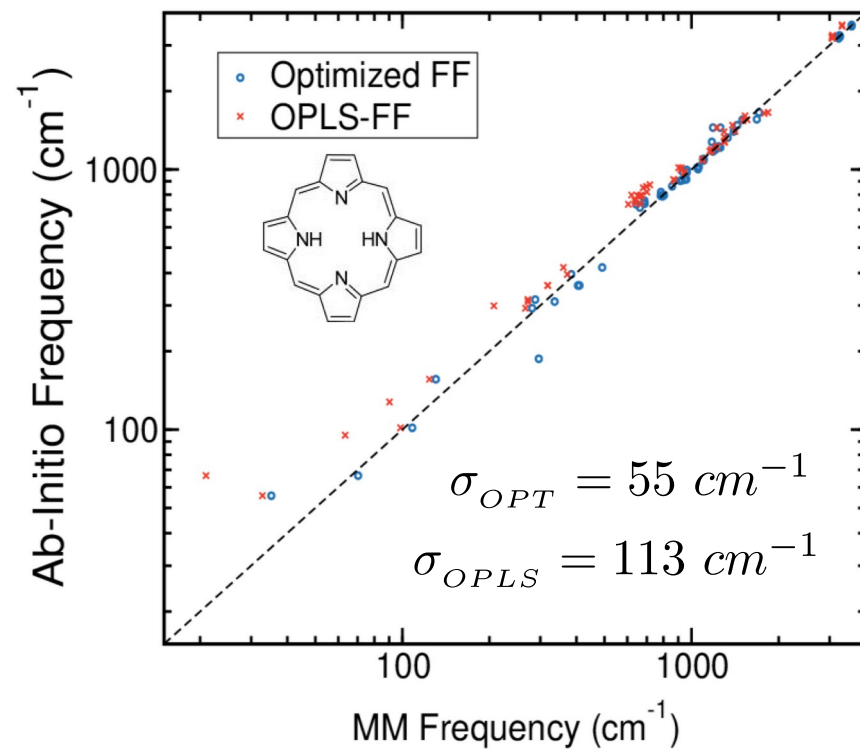 Optimized FF
OPLS-FF
Ab-Initio Frequency (cm⁻¹)
1000
100
N
NH
HN
N
σ_OPT = 55 cm⁻¹
σ_OPLS = 113 cm⁻¹
100
1000
MM Frequency (cm⁻¹)